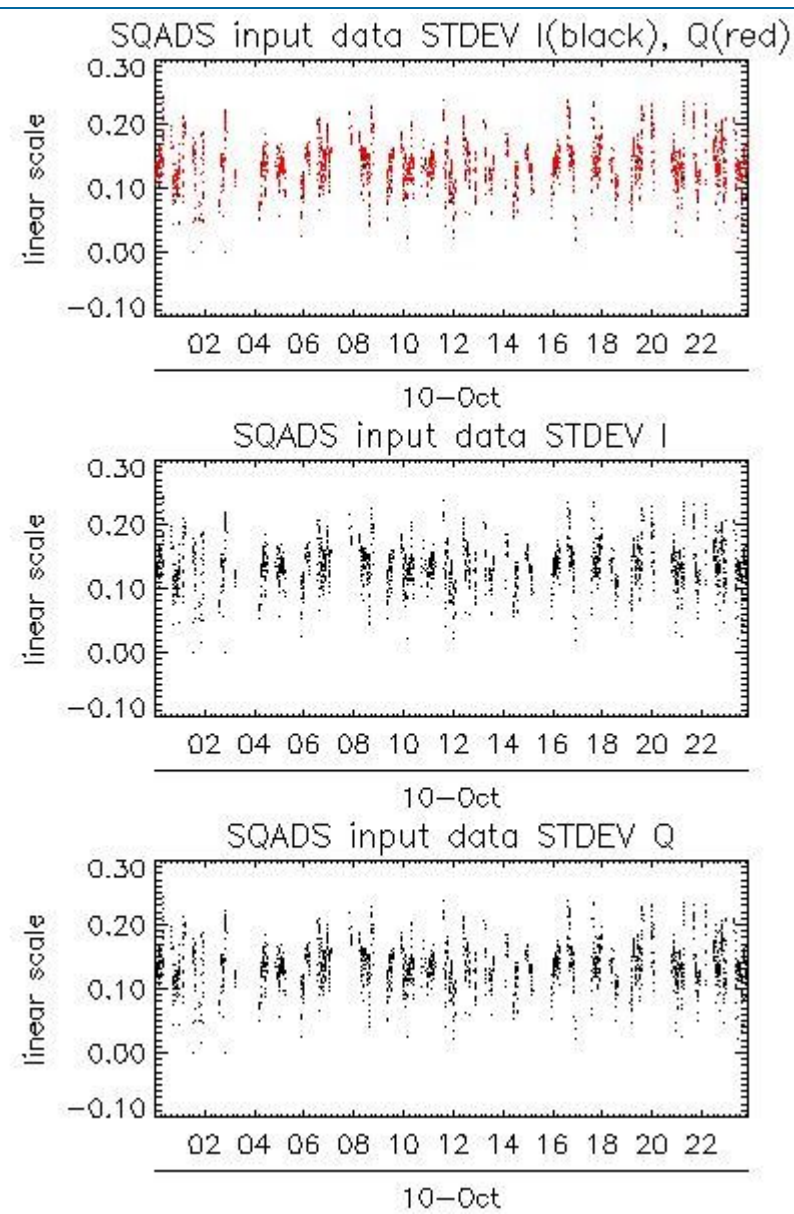 SQADS input data STDEV I(black), Q(red)
0.30
0.20
0.10
0.00
-0.10
linear scale
02 04 06 08 10 12 14 16 18 20 22
10-Oct
SQADS input data STDEV I
0.30
0.20
0.10
0.00
-0.10
linear scale
02 04 06 08 10 12 14 16 18 20 22
10-Oct
SQADS input data STDEV Q
0.30
0.20
0.10
0.00
-0.10
linear scale
02 04 06 08 10 12 14 16 18 20 22
10-Oct